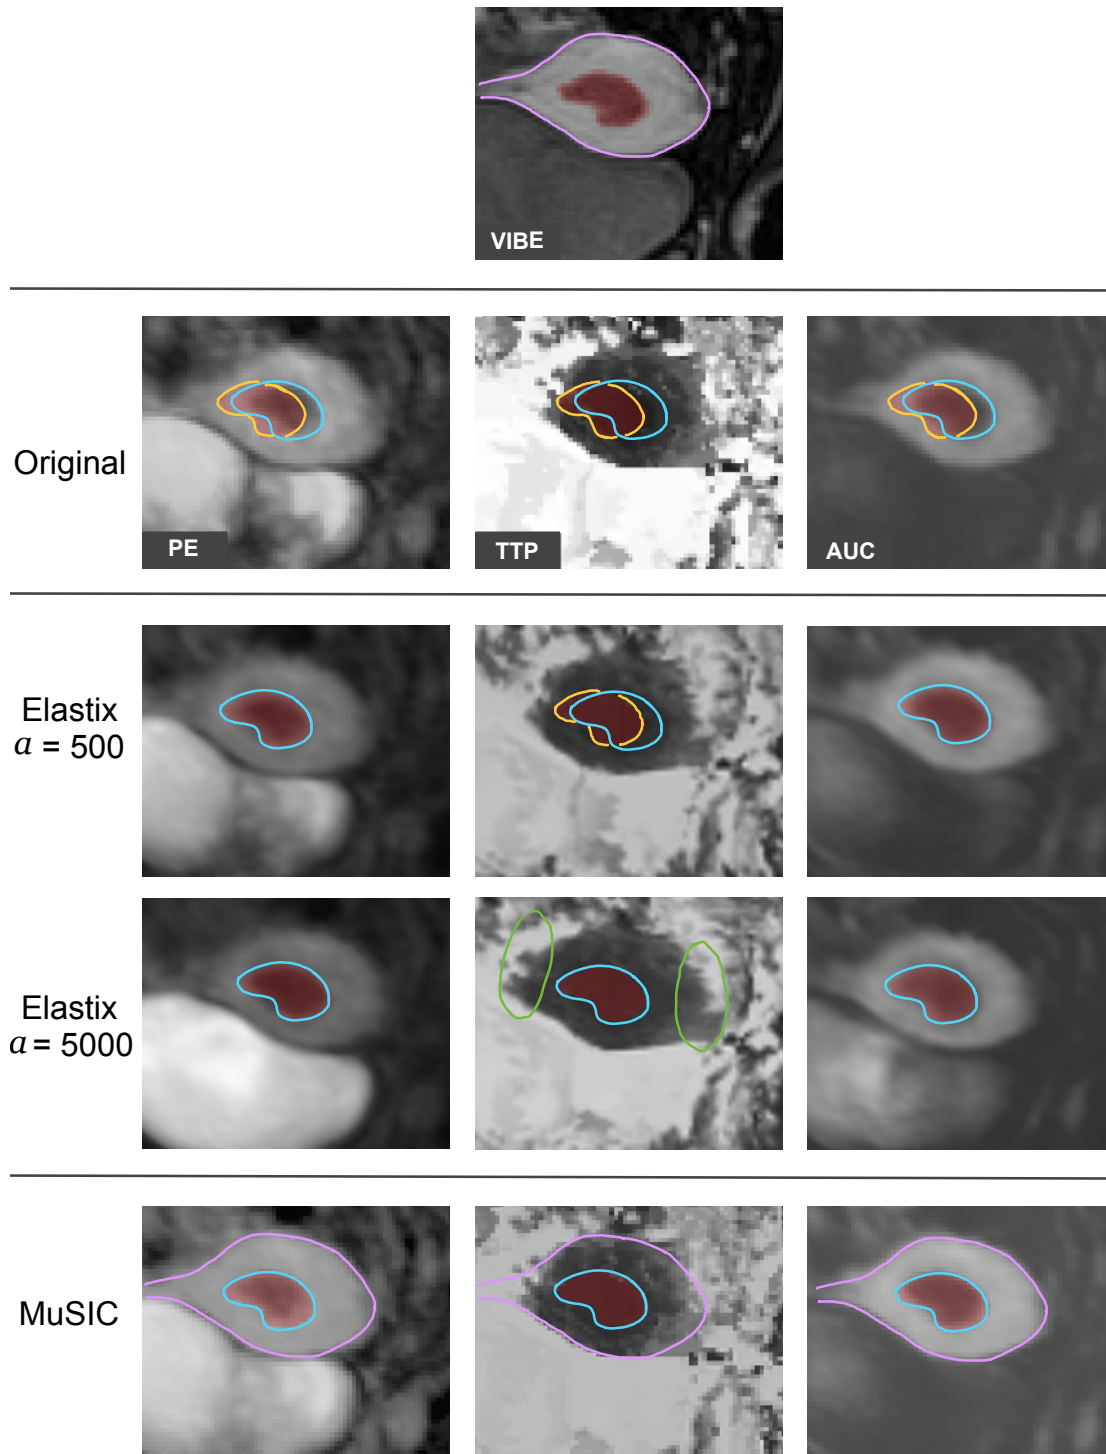 VIBE
Original
PE
TTP
AUC
Elastix
a = 500
Elastix
a = 5000
MuSIC